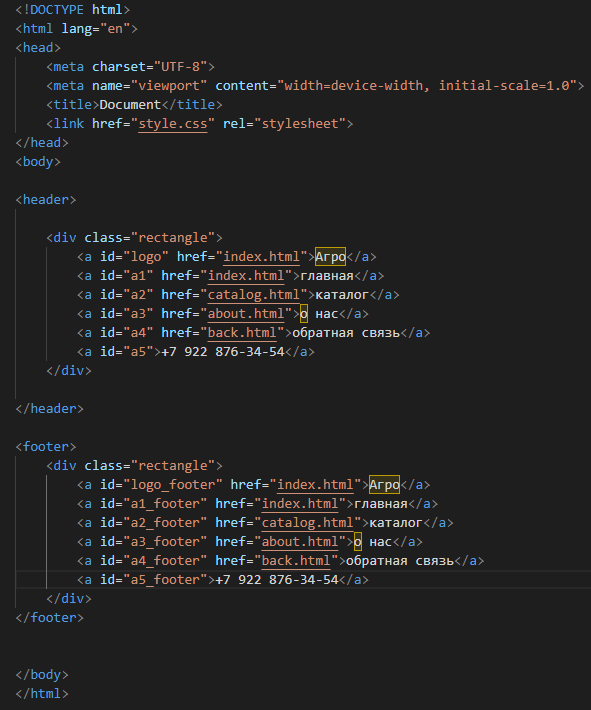 <!DOCTYPE html>
<html lang="en">
<head>
    <meta charset="UTF-8">
    <meta name="viewport" content="width=device-width, initial-scale=1.0">
    <title>Document</title>
    <link href="style.css" rel="stylesheet">
</head>
<body>
<header>
    <div class="rectangle">
        <a id="logo" href="index.html">Агро</a>
        <a id="a1" href="index.html">главная</a>
        <a id="a2" href="catalog.html">каталог</a>
        <a id="a3" href="about.html">о нас</a>
        <a id="a4" href="back.html">обратная связь</a>
        <a id="a5">+7 922 876-34-54</a>
    </div>
</header>
<footer>
    <div class="rectangle">
        <a id="logo_footer" href="index.html">Агро</a>
        <a id="a1_footer" href="index.html">главная</a>
        <a id="a2_footer" href="catalog.html">каталог</a>
        <a id="a3_footer" href="about.html">о нас</a>
        <a id="a4_footer" href="back.html">обратная связь</a>
        <a id="a5_footer">+7 922 876-34-54</a>
    </div>
</footer>
</body>
</html>